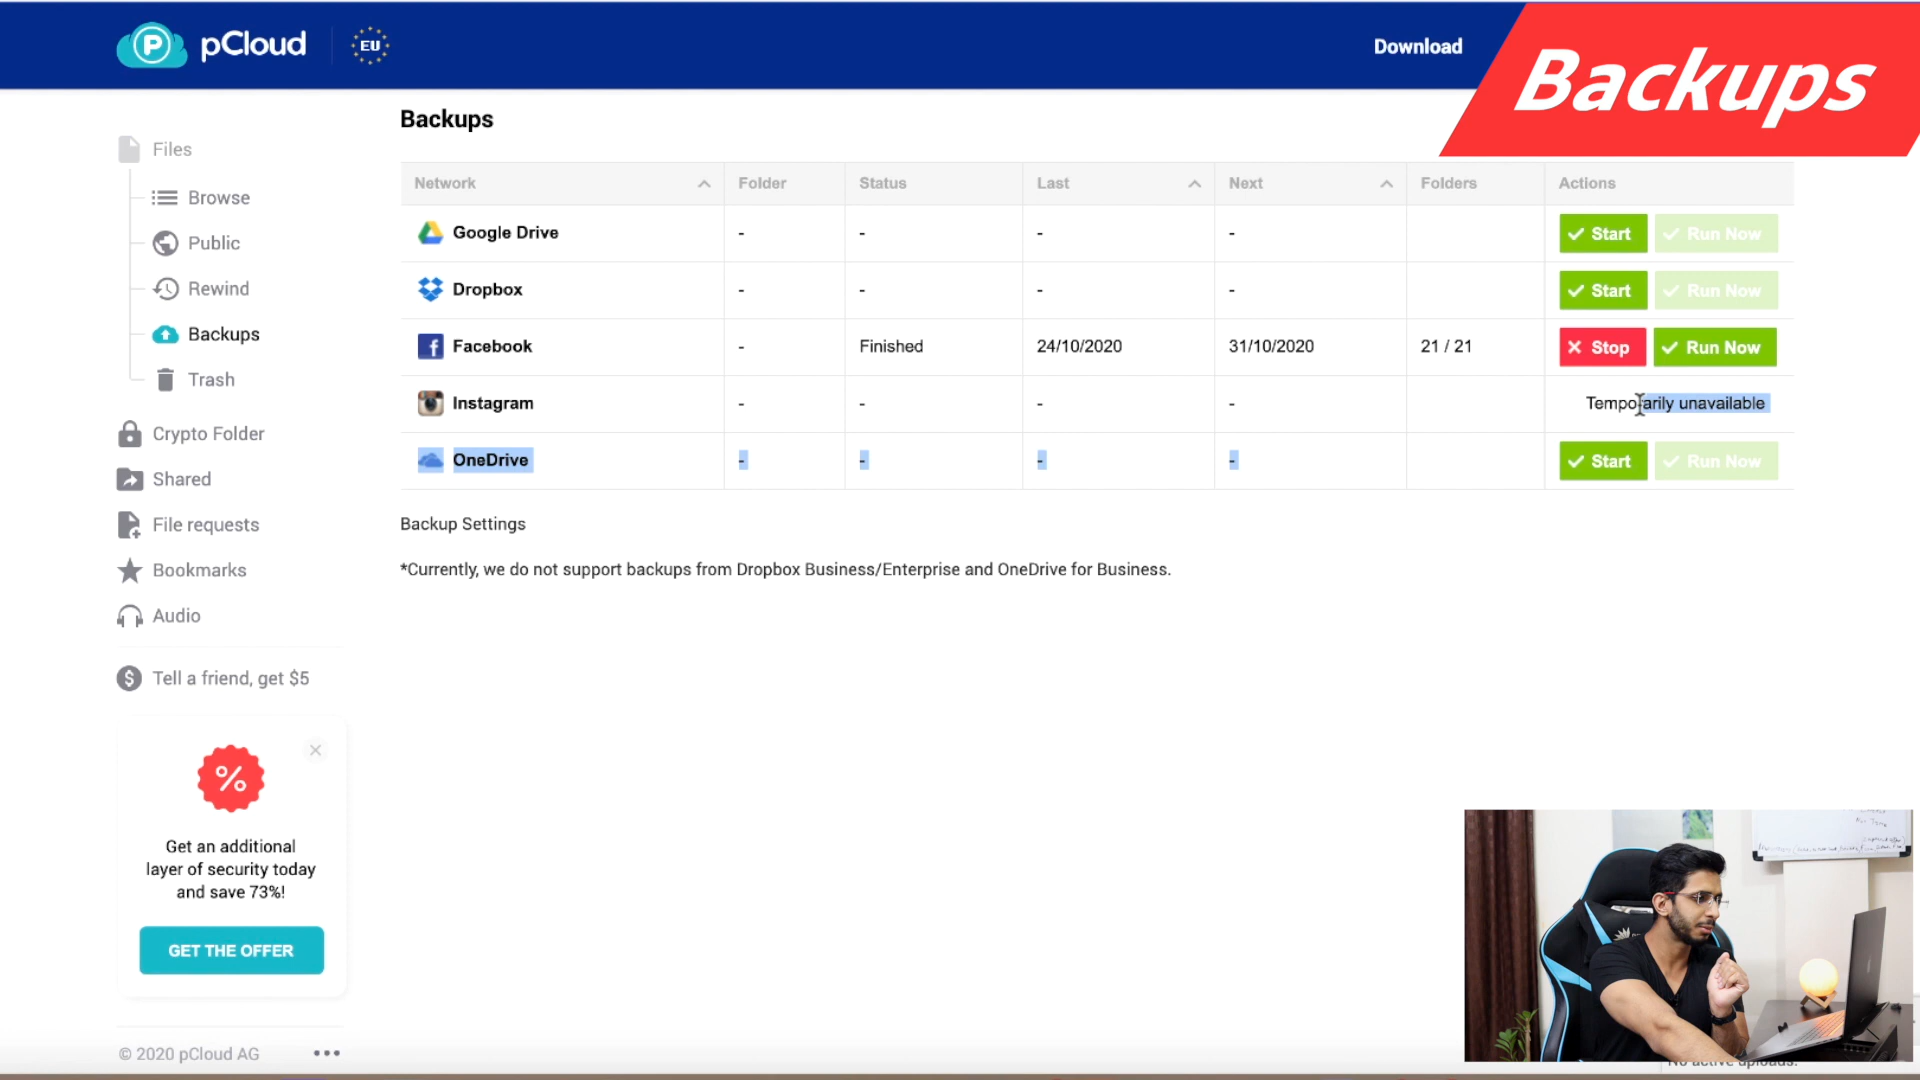 pCloud EU Download
Backups
Backups
Files
Browse
Public
Rewind
Backups
Trash
Crypto Folder
Shared
File requests
Bookmarks
Audio
Tell a friend, get $5
%
Get an additional
layer of security today
and save 73%!
GET THE OFFER
© 2020 pCloud AG
Network Folder Status Last Next Folders Actions
Google Drive - - - - Start Run Now
Dropbox - - - - Start Run Now
Facebook - Finished 24/10/2020 31/10/2020 21 / 21 Stop Run Now
Instagram - - - - Temporarily unavailable
OneDrive - - - - Start Run Now
Backup Settings
*Currently, we do not support backups from Dropbox Business/Enterprise and OneDrive for Business.
No active uploads.